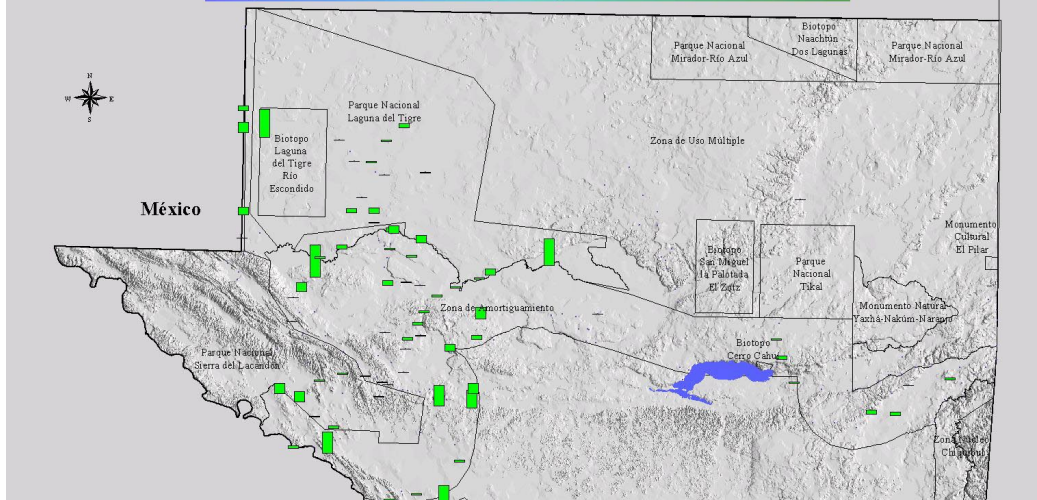 Biotopo
Naachtún
Dos Lagunas
Parque Nacional
Mirador-Río Azul
Parque Nacional
Mirador-Río Azul
N
W
E
S
Parque Nacional
Laguna del Tigre
Biotopo
Laguna
del Tigre
Río
Escondido
Zona de Uso Múltiple
México
Monumento
Cultural
El Pilar
Biotopo
San Miguel
la Palotada
El Zotz
Parque
Nacional
Tikal
Zona de Amortiguamiento
Monumento Natural
Yaxhá-Nakúm-Naranjo
Biotopo
Cerro Cahuí
Parque Nacional
Sierra del Lacandón
Zona Núcleo
Chiquibul